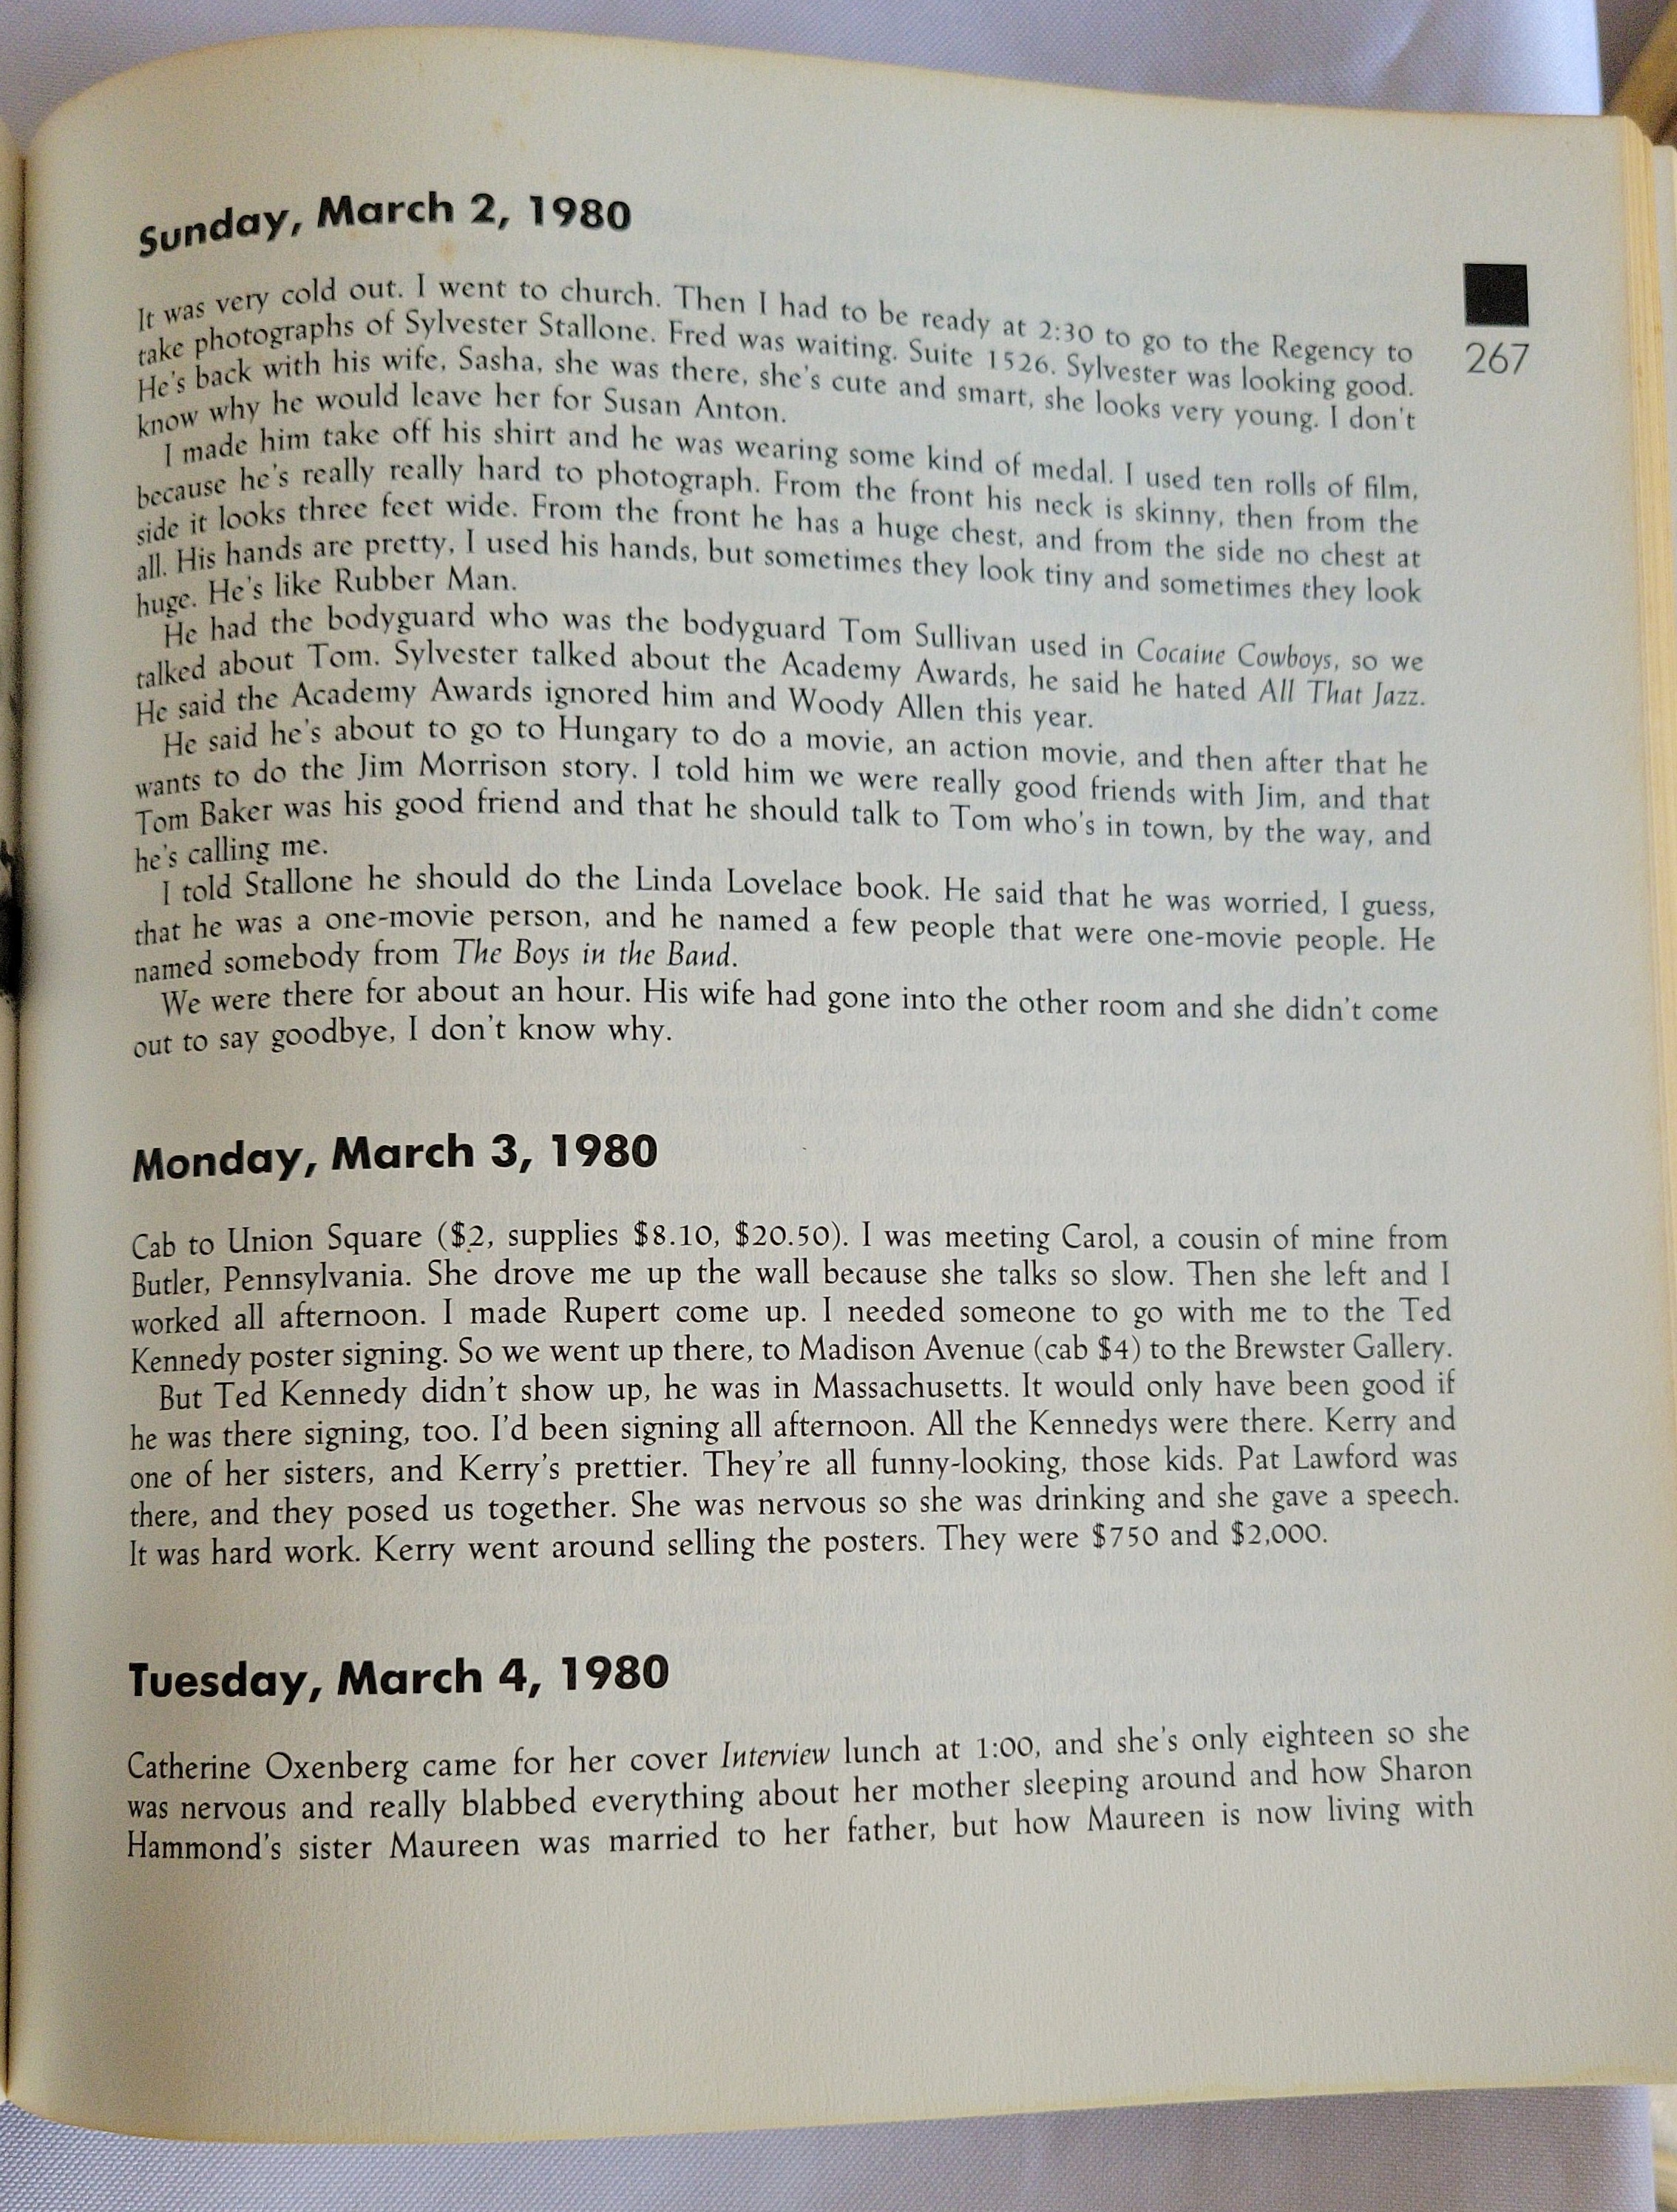 Sunday, March 2, 1980
It was very cold out. I went to church. Then I had to be ready at 2:30 to go to the Regency to
take photographs of Sylvester Stallone. Fred was waiting. Suite 1526. Sylvester was looking good.
He's back with his wife, Sasha, she was there, she's cute and smart, she looks very young. I don't
know why he would leave her for Susan Anton.
I made him take off his shirt and he was wearing some kind of medal. I used ten rolls of film,
because he's really really hard to photograph. From the front his neck is skinny, then from the
side it looks three feet wide. From the front he has a huge chest, and from the side no chest at
all. His hands are pretty, I used his hands, but sometimes they look tiny and sometimes they look
huge. He's like Rubber Man.
He had the bodyguard who was the bodyguard Tom Sullivan used in Cocaine Cowboys, so we
talked about Tom. Sylvester talked about the Academy Awards, he said he hated All That Jazz.
He said the Academy Awards ignored him and Woody Allen this year.
He said he's about to go to Hungary to do a movie, an action movie, and then after that he
wants to do the Jim Morrison story. I told him we were really good friends with Jim, and that
Tom Baker was his good friend and that he should talk to Tom who's in town, by the way, and
he's calling me.
I told Stallone he should do the Linda Lovelace book. He said that he was worried, I guess,
that he was a one-movie person, and he named a few people that were one-movie people. He
named somebody from The Boys in the Band.
We were there for about an hour. His wife had gone into the other room and she didn't come
out to say goodbye, I don't know why.
267
Monday, March 3, 1980
Cab to Union Square ($2, supplies $8.10, $20.50). I was meeting Carol, a cousin of mine from
Butler, Pennsylvania. She drove me up the wall because she talks so slow. Then she left and I
worked all afternoon. I made Rupert come up. I needed someone to go with me to the Ted
Kennedy poster signing. So we went up there, to Madison Avenue (cab $4) to the Brewster Gallery.
But Ted Kennedy didn't show up, he was in Massachusetts. It would only have been good if
he was there signing, too. I'd been signing all afternoon. All the Kennedys were there. Kerry and
one of her sisters, and Kerry's prettier. They're all funny-looking, those kids. Pat Lawford was
there, and they posed us together. She was nervous so she was drinking and she gave a speech.
It was hard work. Kerry went around selling the posters. They were $750 and $2,000.
Tuesday, March 4, 1980
Catherine Oxenberg came for her cover Interview lunch at 1:00, and she's only eighteen so she
was nervous and really blabbed everything about her mother sleeping around and how Sharon
Hammond's sister Maureen was married to her father, but how Maureen is now living with